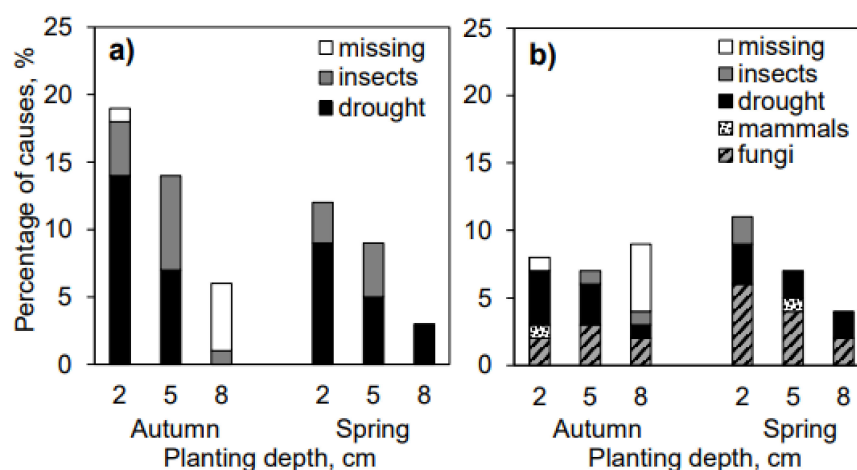 Percentage of causes, %
25
20
15
10
5
0
a)
missing
insects
drought
2 5 8 2 5 8
Autumn Spring
Planting depth, cm
25
20
15
10
5
0
b)
missing
insects
drought
mammals
fungi
2 5 8 2 5 8
Autumn Spring
Planting depth, cm